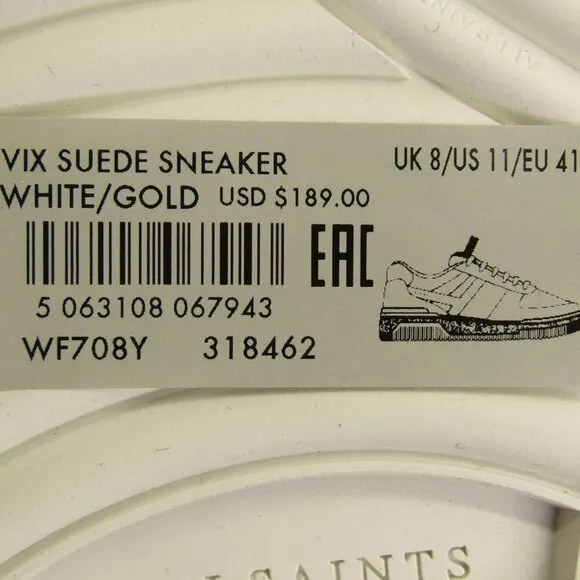 VIX SUEDE SNEAKER
UK 8/US 11/EU 41
WHITE/GOLD USD $189.00
EAC
5 063108 067943
WF708Y 318462
SAINTS